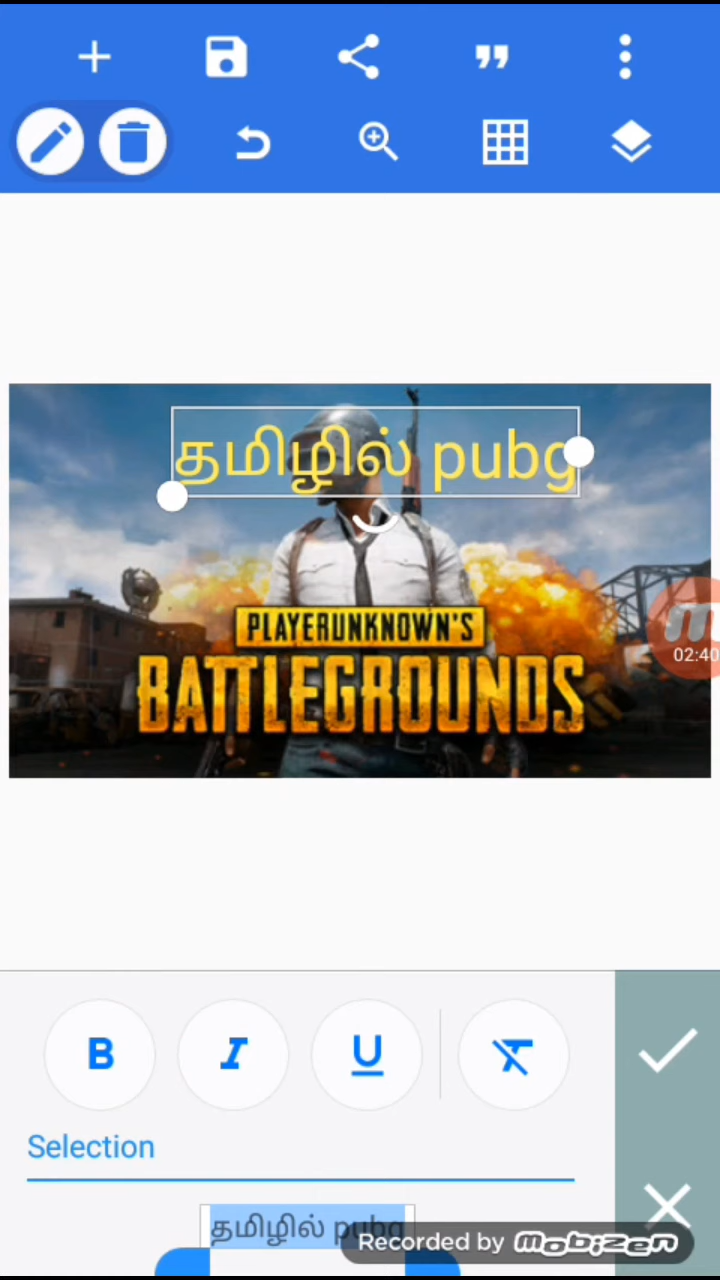 தமிழில் pubg
PLAYERUNKNOWN'S
BATTLEGROUNDS
02:40
B I U
Selection
தமிழில் pubg
Recorded by mobizen